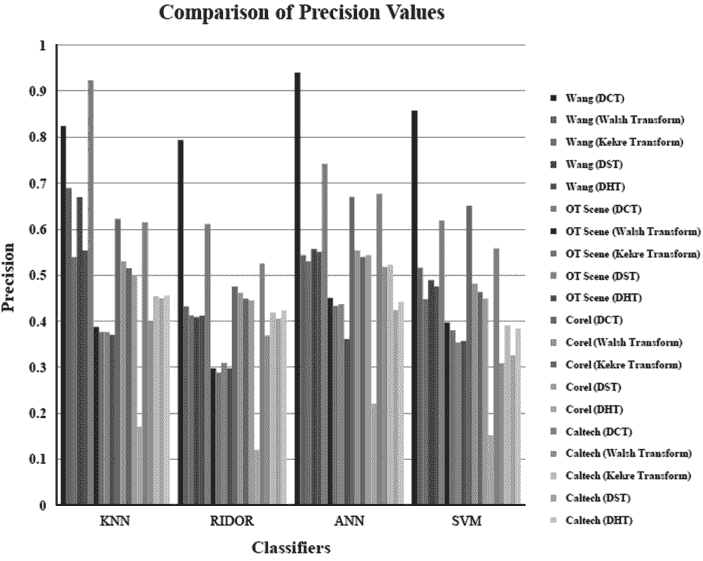 Comparison of Precision Values
1
0.9
0.8
0.7
0.6
0.5
0.4
0.3
0.2
0.1
0
Precision
KNN
RIDOR
ANN
SVM
Classifiers
Wang (DCT)
Wang (Walsh Transform)
Wang (Kekre Transform)
Wang (DST)
Wang (DHT)
OT Scene (DCT)
OT Scene (Walsh Transform)
OT Scene (Kekre Transform)
OT Scene (DST)
OT Scene (DHT)
Corel (DCT)
Corel (Walsh Transform)
Corel (Kekre Transform)
Corel (DST)
Corel (DHT)
Caltech (DCT)
Caltech (Walsh Transform)
Caltech (Kekre Transform)
Caltech (DST)
Caltech (DHT)